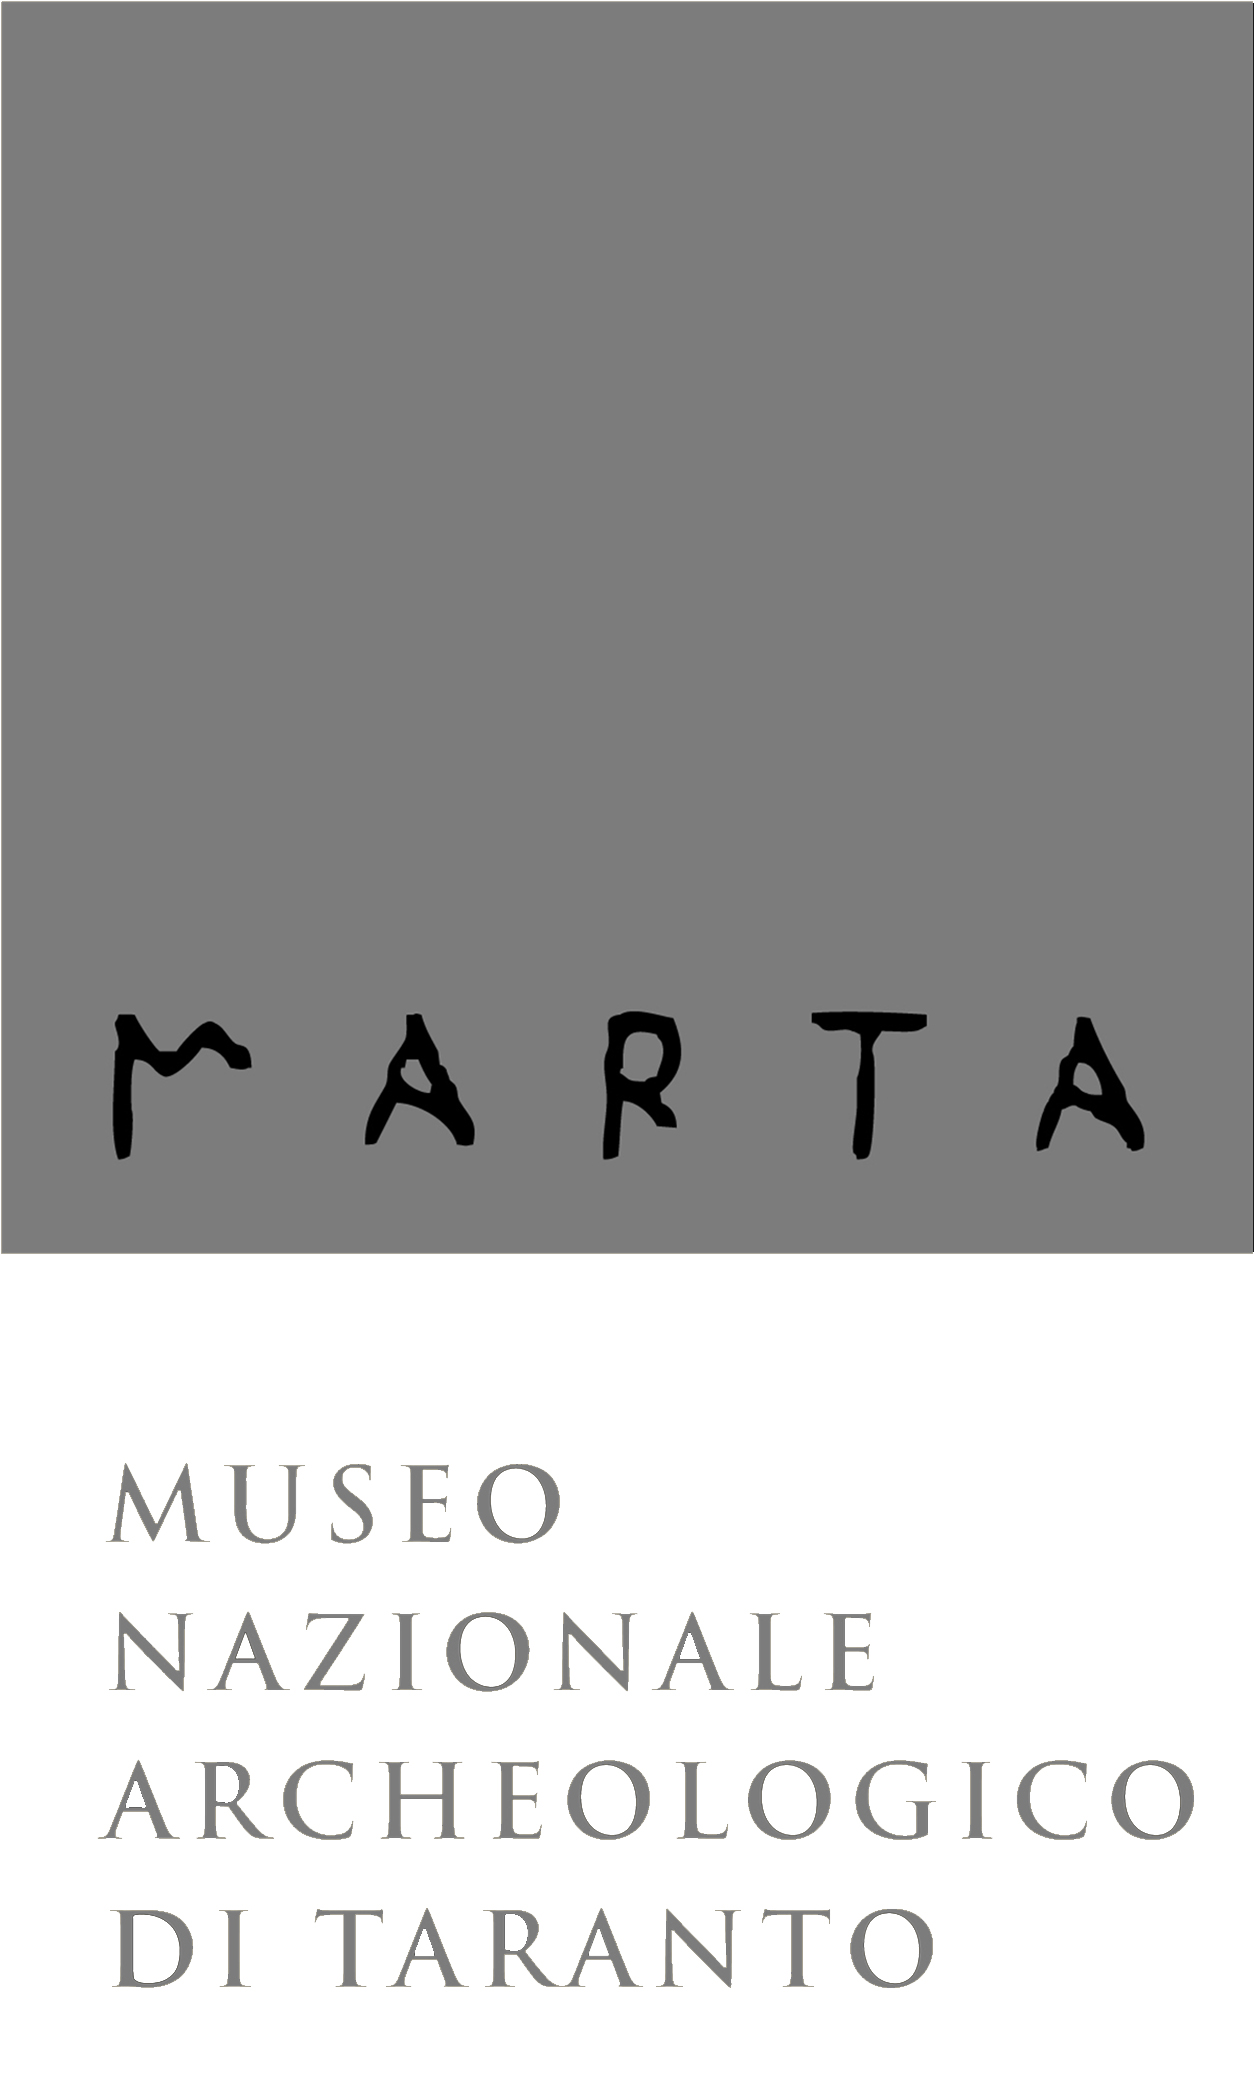 MARTA
MUSEO
NAZIONALE
ARCHEOLOGICO
DI TARANTO